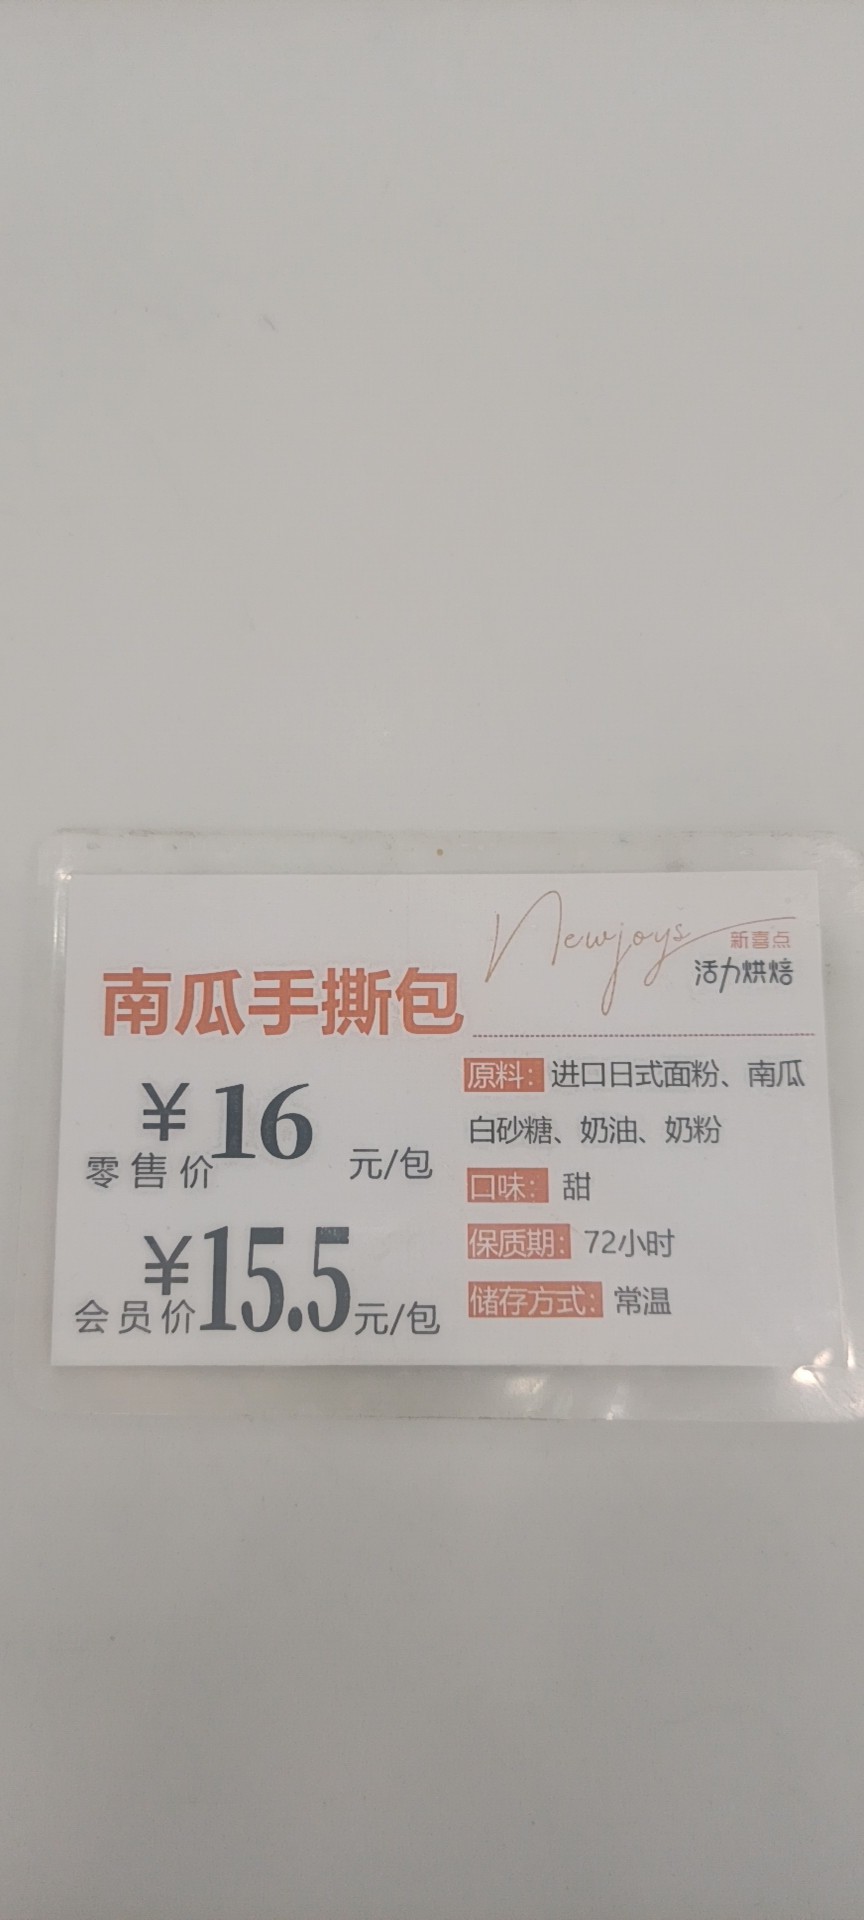 Newjoys 新喜点
活力烘焙
南瓜手撕包
¥16
零售价 元/包
¥15.5
会员价 元/包
原料：进口日式面粉、南瓜
白砂糖、奶油、奶粉
口味：甜
保质期：72小时
储存方式：常温